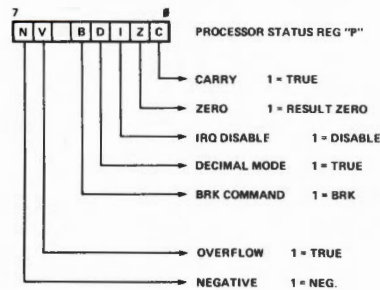 7 0
N V B D I Z C PROCESSOR STATUS REG "P"
CARRY 1 = TRUE
ZERO 1 = RESULT ZERO
IRQ DISABLE 1 = DISABLE
DECIMAL MODE 1 = TRUE
BRK COMMAND 1 = BRK
OVERFLOW 1 = TRUE
NEGATIVE 1 = NEG.